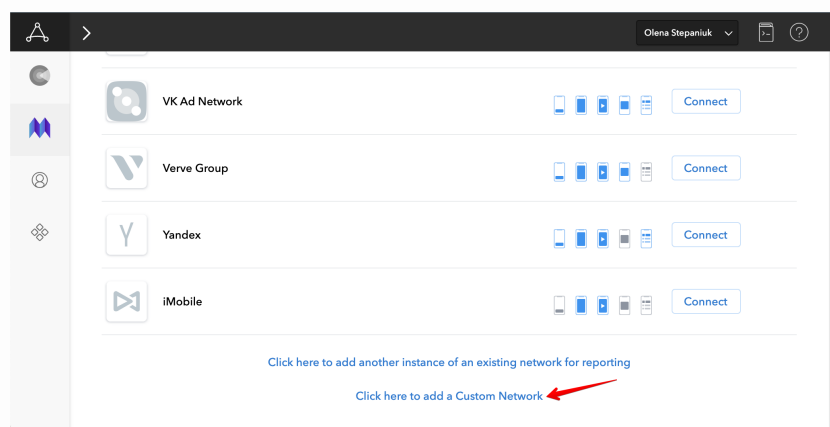 Olena Stepaniuk
VK Ad Network
Connect
Verve Group
Connect
Yandex
Connect
iMobile
Connect
Click here to add another instance of an existing network for reporting
Click here to add a Custom Network